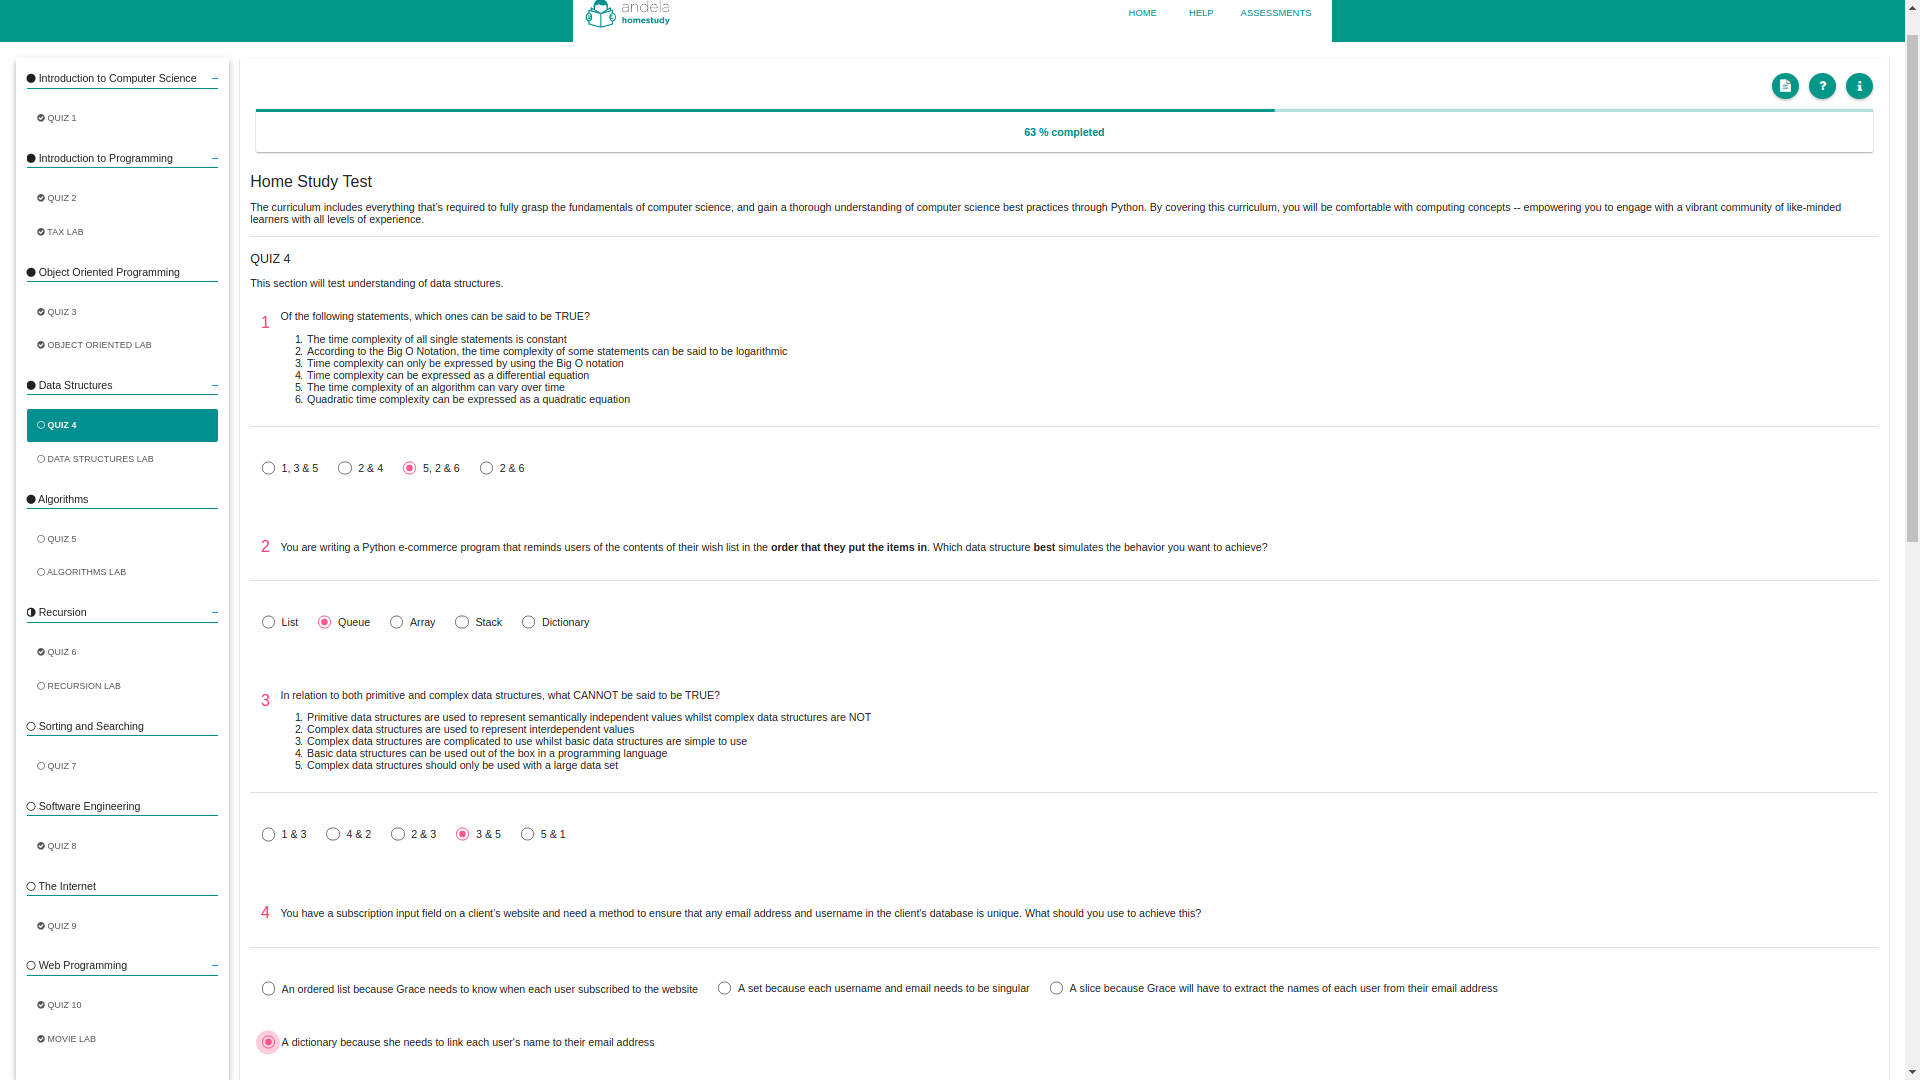 andela
homestudy
HOME
HELP
ASSESSMENTS
Introduction to Computer Science
QUIZ 1
Introduction to Programming
QUIZ 2
TAX LAB
Object Oriented Programming
QUIZ 3
OBJECT ORIENTED LAB
Data Structures
QUIZ 4
DATA STRUCTURES LAB
Algorithms
QUIZ 5
ALGORITHMS LAB
Recursion
QUIZ 6
RECURSION LAB
Sorting and Searching
QUIZ 7
Software Engineering
QUIZ 8
The Internet
QUIZ 9
Web Programming
QUIZ 10
MOVIE LAB
63 % completed
Home Study Test
The curriculum includes everything that's required to fully grasp the fundamentals of computer science, and gain a thorough understanding of computer science best practices through Python. By covering this curriculum, you will be comfortable with computing concepts -- empowering you to engage with a vibrant community of like-minded
learners with all levels of experience.
QUIZ 4
This section will test understanding of data structures.
1 Of the following statements, which ones can be said to be TRUE?
1. The time complexity of all single statements is constant
2. According to the Big O Notation, the time complexity of some statements can be said to be logarithmic
3. Time complexity can only be expressed by using the Big O notation
4. Time complexity can be expressed as a differential equation
5. The time complexity of an algorithm can vary over time
6. Quadratic time complexity can be expressed as a quadratic equation
1, 3 & 5
2 & 4
5, 2 & 6
2 & 6
2 You are writing a Python e-commerce program that reminds users of the contents of their wish list in the order that they put the items in. Which data structure best simulates the behavior you want to achieve?
List
Queue
Array
Stack
Dictionary
3 In relation to both primitive and complex data structures, what CANNOT be said to be TRUE?
1. Primitive data structures are used to represent semantically independent values whilst complex data structures are NOT
2. Complex data structures are used to represent interdependent values
3. Complex data structures are complicated to use whilst basic data structures are simple to use
4. Basic data structures can be used out of the box in a programming language
5. Complex data structures should only be used with a large data set
1 & 3
4 & 2
2 & 3
3 & 5
5 & 1
4 You have a subscription input field on a client's website and need a method to ensure that any email address and username in the client's database is unique. What should you use to achieve this?
An ordered list because Grace needs to know when each user subscribed to the website
A set because each username and email needs to be singular
A slice because Grace will have to extract the names of each user from their email address
A dictionary because she needs to link each user's name to their email address